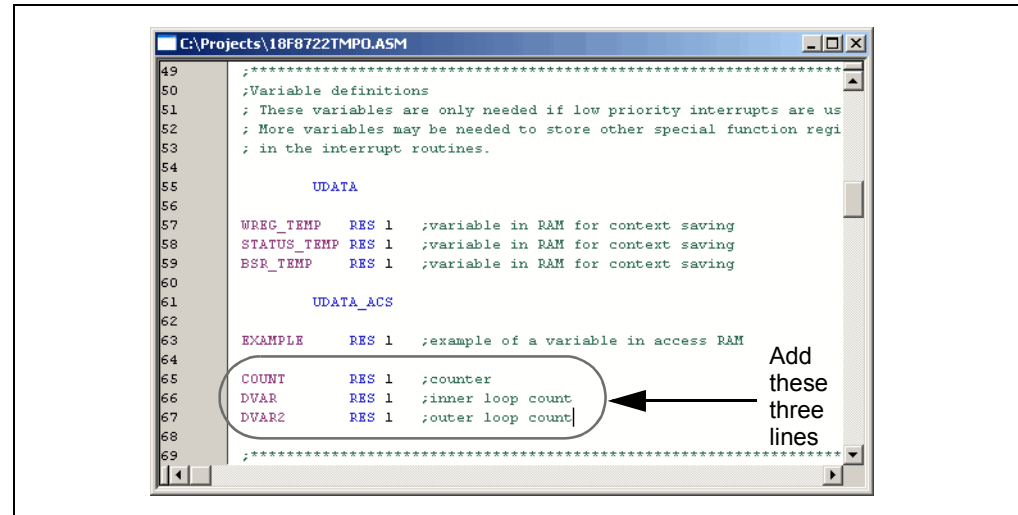 C:\Projects\18F8722TMPO.ASM
49 ;******************************************************************
50 ;Variable definitions
51 ; These variables are only needed if low priority interrupts are us
52 ; More variables may be needed to store other special function regi
53 ; in the interrupt routines.
54
55 UDATA
56
57 WREG_TEMP RES 1 ;variable in RAM for context saving
58 STATUS_TEMP RES 1 ;variable in RAM for context saving
59 BSR_TEMP RES 1 ;variable in RAM for context saving
60
61 UDATA_ACS
62
63 EXAMPLE RES 1 ;example of a variable in access RAM
64
65 COUNT RES 1 ;counter
66 DVAR RES 1 ;inner loop count
67 DVAR2 RES 1 ;outer loop count
68
69 ;******************************************************************
Add
these
three
lines